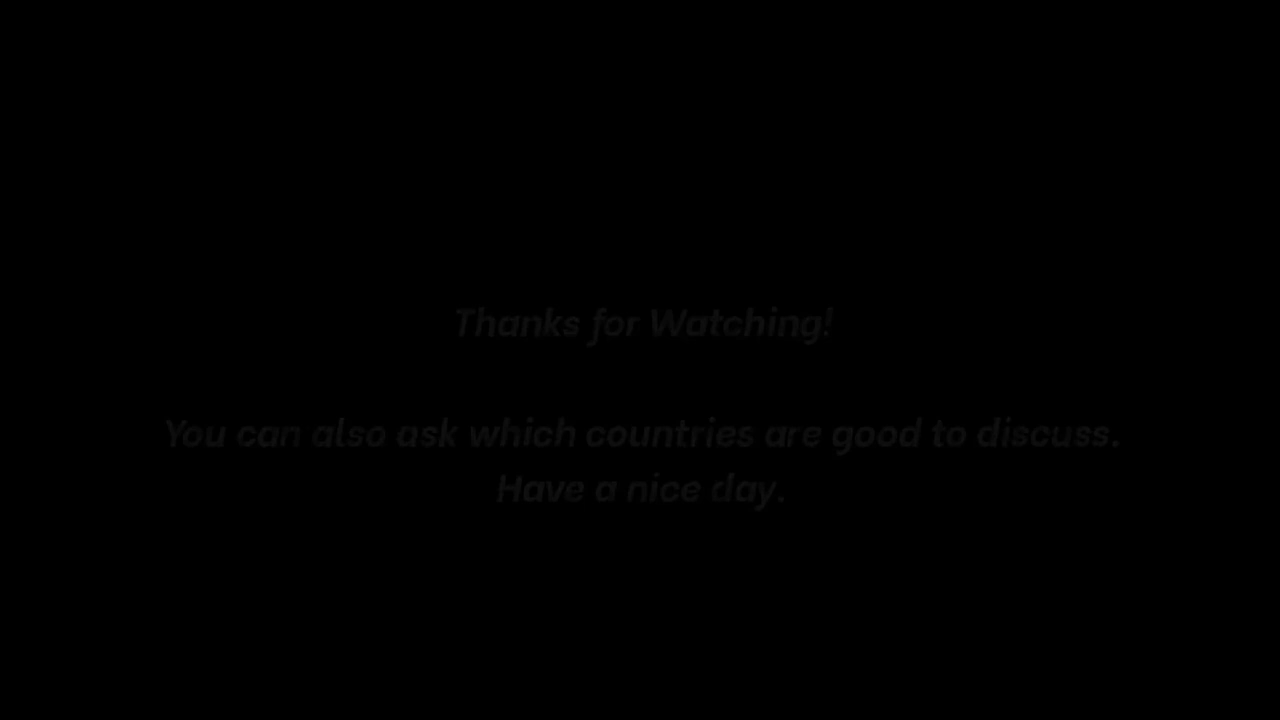 Thanks for Watching!
You can also ask which countries are good to discuss.
Have a nice day.